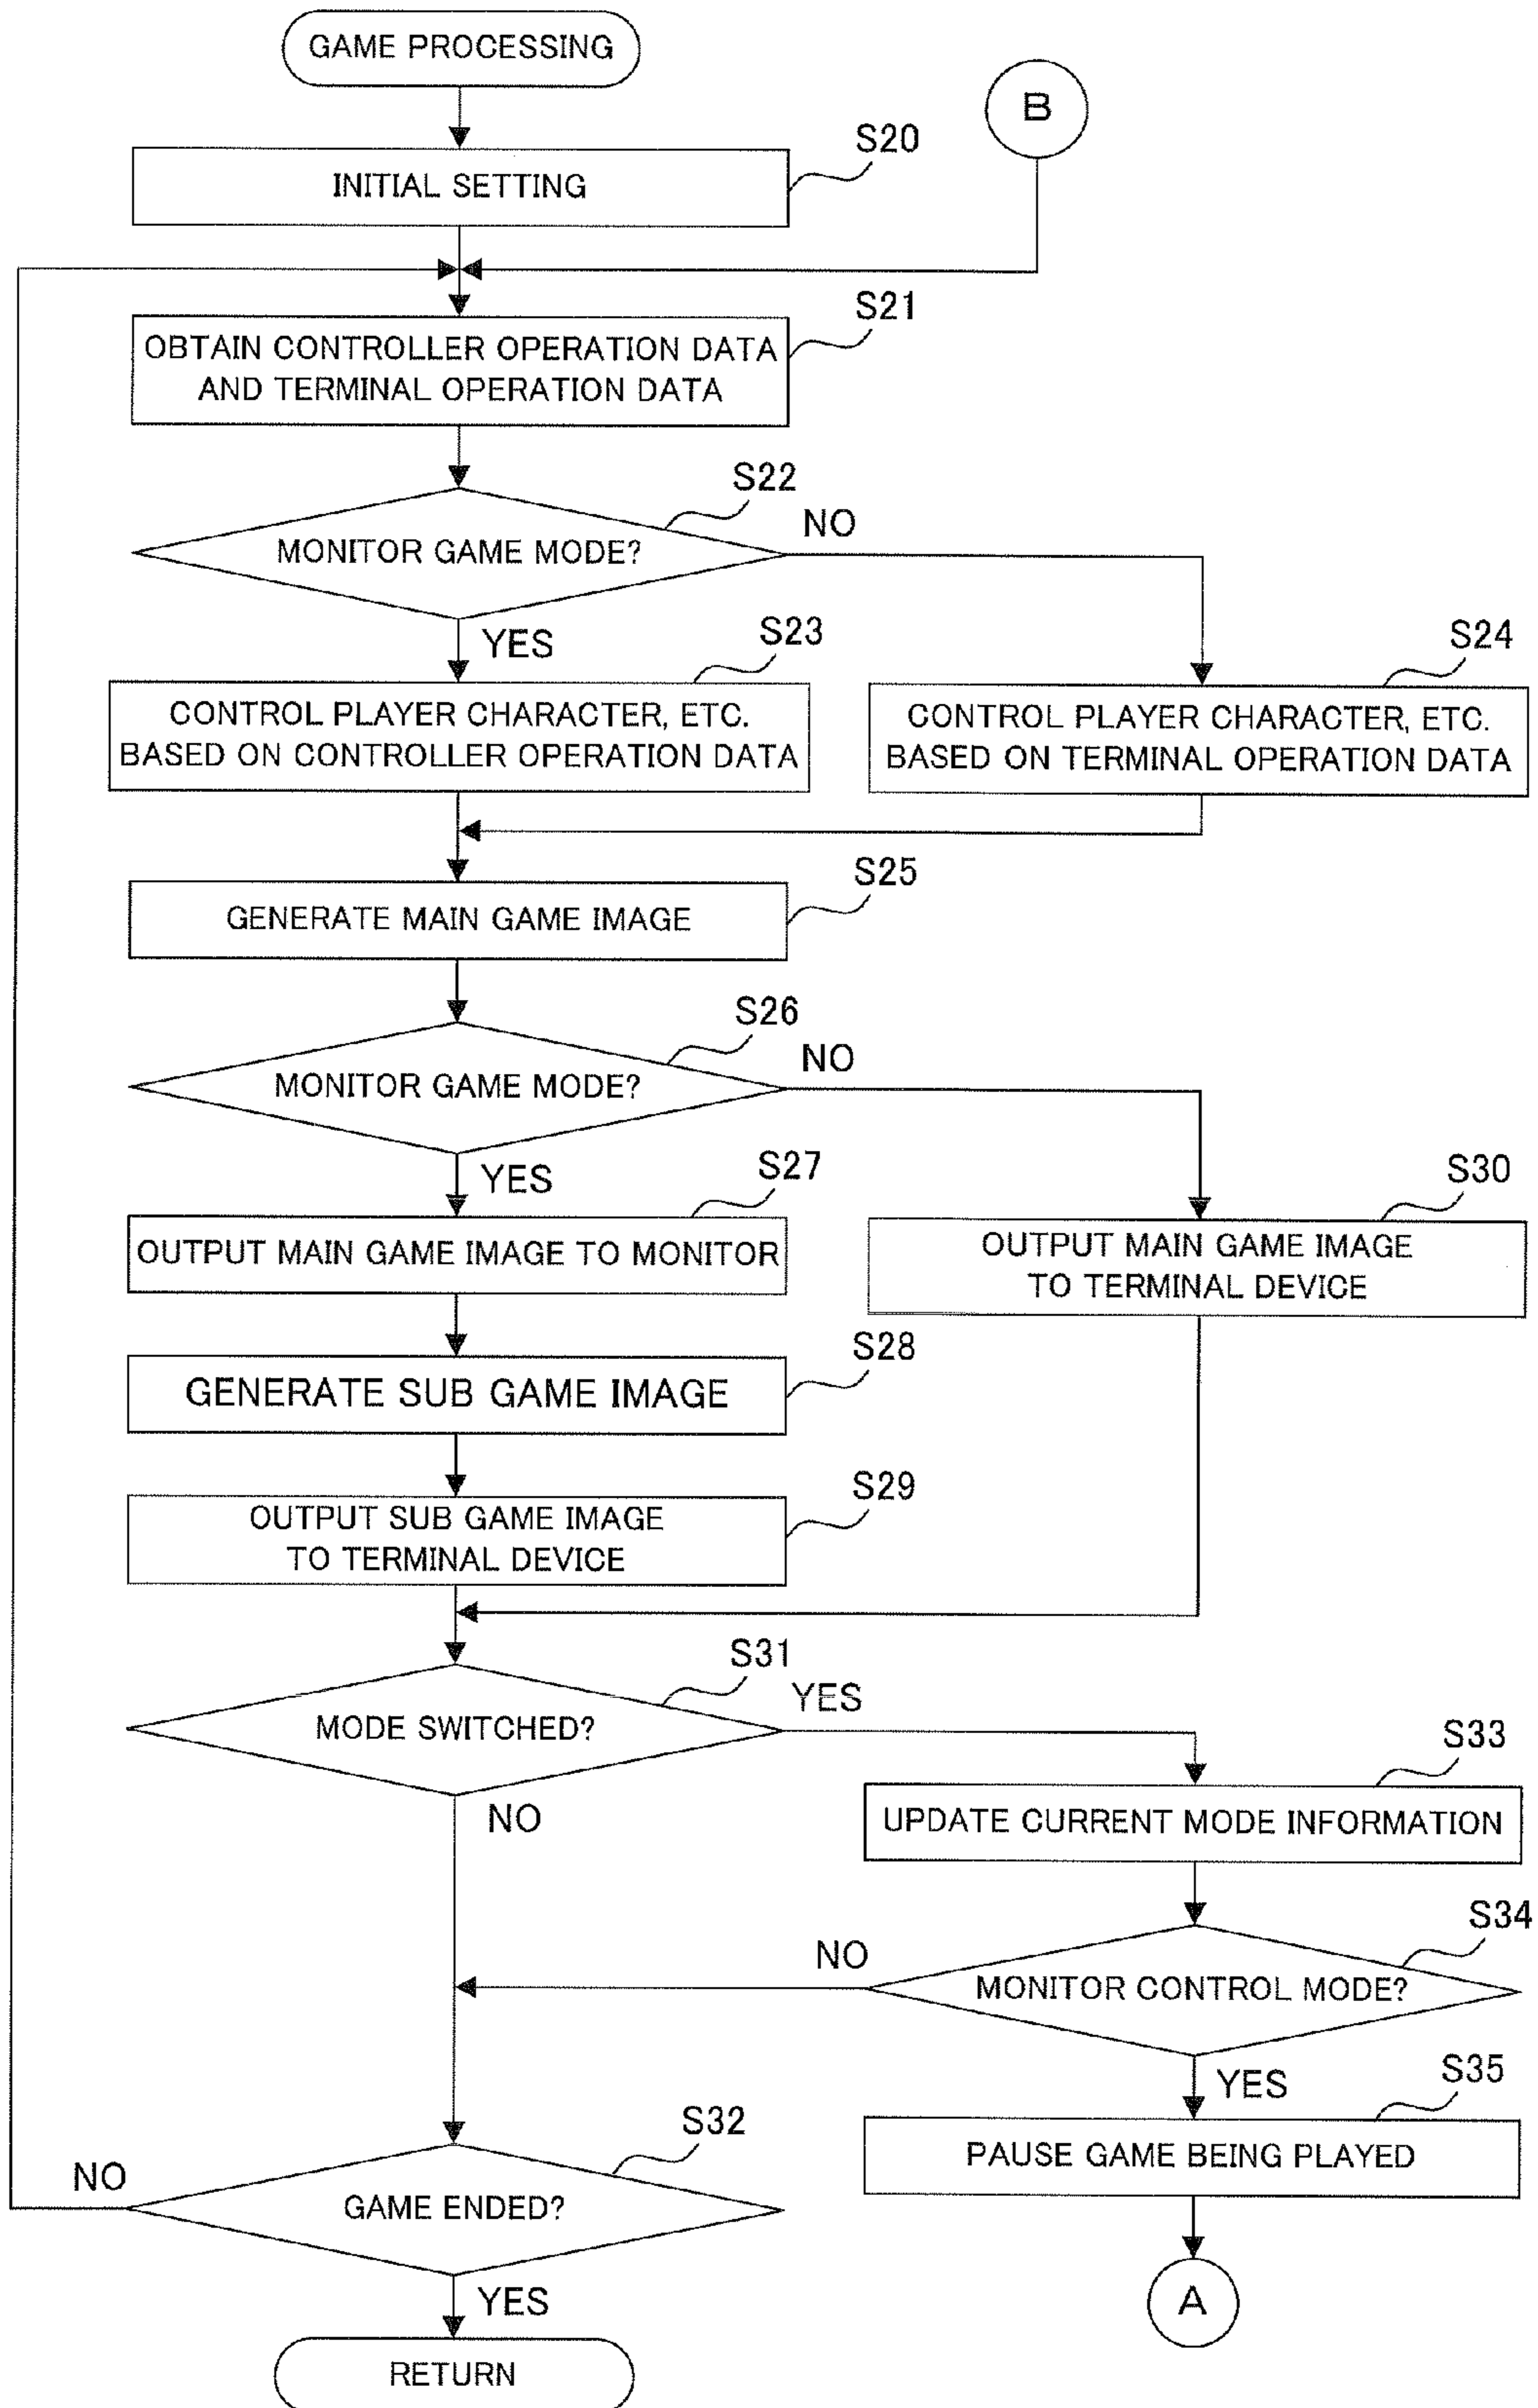 GAME PROCESSING
B
S20
INITIAL SETTING
S21
OBTAIN CONTROLLER OPERATION DATA
AND TERMINAL OPERATION DATA
S22
MONITOR GAME MODE?
NO
YES
S23
CONTROL PLAYER CHARACTER, ETC.
BASED ON CONTROLLER OPERATION DATA
S24
CONTROL PLAYER CHARACTER, ETC.
BASED ON TERMINAL OPERATION DATA
S25
GENERATE MAIN GAME IMAGE
S26
MONITOR GAME MODE?
NO
YES
S27
OUTPUT MAIN GAME IMAGE TO MONITOR
S30
OUTPUT MAIN GAME IMAGE
TO TERMINAL DEVICE
S28
GENERATE SUB GAME IMAGE
S29
OUTPUT SUB GAME IMAGE
TO TERMINAL DEVICE
S31
MODE SWITCHED?
YES
NO
S33
UPDATE CURRENT MODE INFORMATION
S34
MONITOR CONTROL MODE?
NO
YES
S35
PAUSE GAME BEING PLAYED
A
S32
GAME ENDED?
NO
YES
RETURN